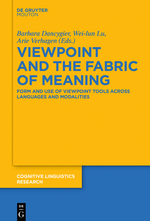 DE GRUYTER
MOUTON
Barbara Dancygier, Wei-lun Lu,
Arie Verhagen (Eds.)
VIEWPOINT
AND THE FABRIC
OF MEANING
FORM AND USE OF VIEWPOINT TOOLS ACROSS
LANGUAGES AND MODALITIES
COGNITIVE LINGUISTICS
RESEARCH